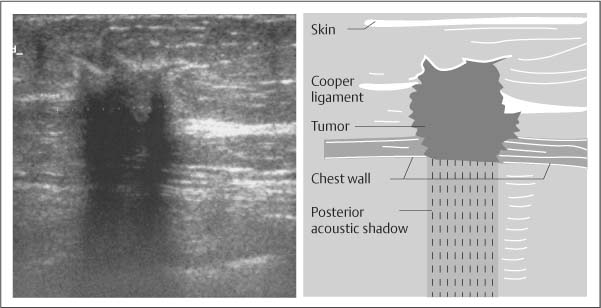 Skin
Cooper
ligament
Tumor
Chest wall
Posterior
acoustic shadow